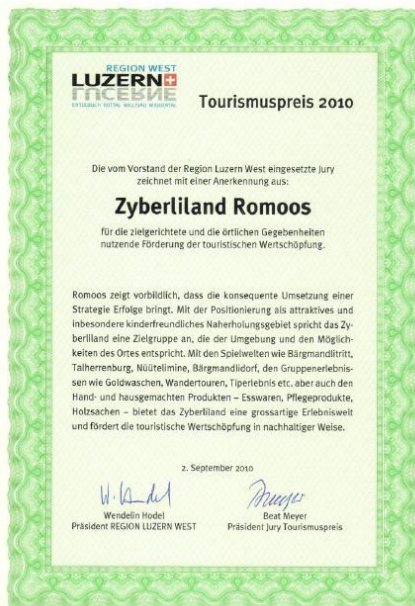 REGION WEST
LUZERN
LUCERNE
ENTLEBUCH ROTTAL WILLISAU WIGGERTAL
Tourismuspreis 2010
Die vom Vorstand der Region Luzern West eingesetzte Jury
zeichnet mit einer Anerkennung aus:
Zyberliland Romoos
für die zielgerichtete und die örtlichen Gegebenheiten
nutzende Förderung der touristischen Wertschöpfung.
Romoos zeigt vorbildlich, dass die konsequente Umsetzung einer
Strategie Erfolge bringt. Mit der Positionierung als attraktives und
insbesondere kinderfreundliches Naherholungsgebiet spricht das Zy-
berliland eine Zielgruppe an, die der Umgebung und den Möglich-
keiten des Ortes entspricht. Mit den Spielwelten wie Bärgmandlitritt,
Talherrenburg, Nüütelimine, Bärgmandlidorf, den Gruppenerlebnis-
sen wie Goldwaschen, Wandertouren, Tiperlebnis etc. aber auch den
Hand- und hausgemachten Produkten – Esswaren, Pflegeprodukte,
Holzsachen – bietet das Zyberliland eine grossartige Erlebniswelt
und fördert die touristische Wertschöpfung in nachhaltiger Weise.
2. September 2010
Wendelin Hodel
Präsident REGION LUZERN WEST
Beat Meyer
Präsident Jury Tourismuspreis